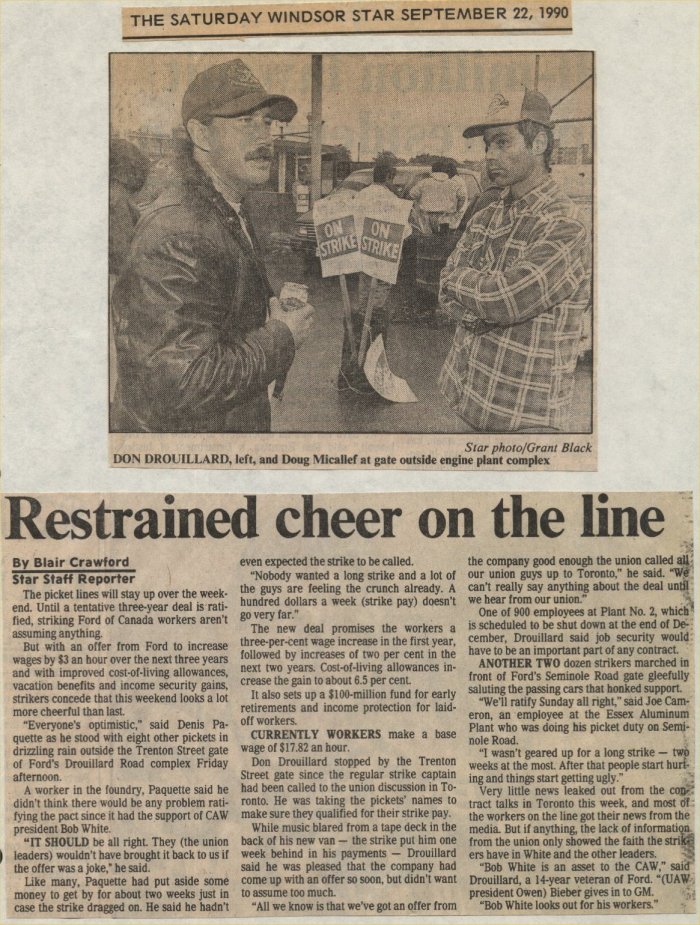 THE SATURDAY WINDSOR STAR SEPTEMBER 22, 1990
ON
STRIKE
ON
STRIKE
Star photo/Grant Black
DON DROUILLARD, left, and Doug Micallef at gate outside engine plant complex
Restrained cheer on the line
By Blair Crawford
Star Staff Reporter
The picket lines will stay up over the week-
end. Until a tentative three-year deal is rati-
fied, striking Ford of Canada workers aren't
assuming anything.
But with an offer from Ford to increase
wages by $3 an hour over the next three years
and with improved cost-of-living allowances,
vacation benefits and income security gains,
strikers concede that this weekend looks a lot
more cheerful than last.
"Everyone's optimistic," said Denis Pa-
quette as he stood with eight other pickets in
drizzling rain outside the Trenton Street gate
of Ford's Drouillard Road complex Friday
afternoon.
A worker in the foundry, Paquette said he
didn't think there would be any problem rati-
fying the pact since it had the support of CAW
president Bob White.
"IT SHOULD be all right. They (the union
leaders) wouldn't have brought it back to us if
the offer was a joke," he said.
Like many, Paquette had put aside some
money to get by for about two weeks just in
case the strike dragged on. He said he hadn't
even expected the strike to be called.
"Nobody wanted a long strike and a lot of
the guys are feeling the crunch already. A
hundred dollars a week (strike pay) doesn't
go very far."
The new deal promises the workers a
three-per-cent wage increase in the first year,
followed by increases of two per cent in the
next two years. Cost-of-living allowances in-
crease the gain to about 6.5 per cent.
It also sets up a $100-million fund for early
retirements and income protection for laid-
off workers.
CURRENTLY WORKERS make a base
wage of $17.82 an hour.
Don Drouillard stopped by the Trenton
Street gate since the regular strike captain
had been called to the union discussion in To-
ronto. He was taking the pickets' names to
make sure they qualified for their strike pay.
While music blared from a tape deck in the
back of his new van — the strike put him one
week behind in his payments — Drouillard
said he was pleased that the company had
come up with an offer so soon, but didn't want
to assume too much.
"All we know is that we've got an offer from
the company good enough the union called all
our union guys up to Toronto," he said. "We
can't really say anything about the deal until
we hear from our union."
One of 900 employees at Plant No. 2, which
is scheduled to be shut down at the end of De-
cember, Drouillard said job security would
have to be an important part of any contract.
ANOTHER TWO dozen strikers marched in
front of Ford's Seminole Road gate gleefully
saluting the passing cars that honked support.
"We'll ratify Sunday all right," said Joe Cam-
eron, an employee at the Essex Aluminum
Plant who was doing his picket duty on Semi-
nole Road.
"I wasn't geared up for a long strike — two
weeks at the most. After that people start hurt-
ing and things start getting ugly."
Very little news leaked out from the con-
tract talks in Toronto this week, and most of
the workers on the line got their news from the
media. But if anything, the lack of information
from the union only showed the faith the strik-
ers have in White and the other leaders.
"Bob White is an asset to the CAW," said
Drouillard, a 14-year veteran of Ford. "(UAW
president Owen) Bieber gives in to GM.
"Bob White looks out for his workers."